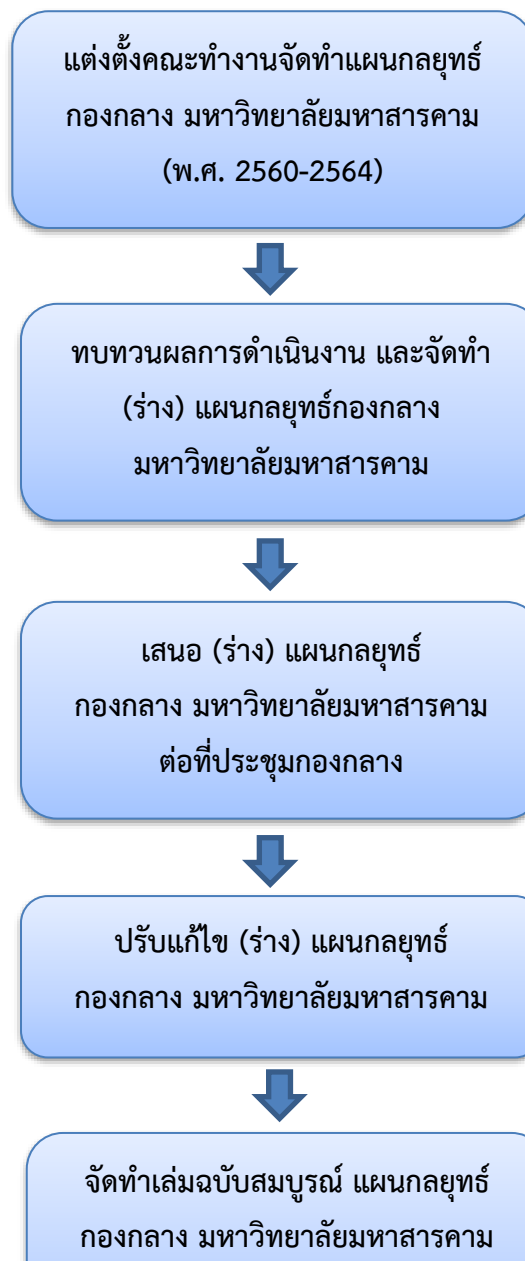 แต่งตั้งคณะทำงานจัดทำแผนกลยุทธ์
กองกลาง มหาวิทยาลัยมหาสารคาม
(พ.ศ. 2560-2564)
ทบทวนผลการดำเนินงาน และจัดทำ
(ร่าง) แผนกลยุทธ์กองกลาง
มหาวิทยาลัยมหาสารคาม
เสนอ (ร่าง) แผนกลยุทธ์
กองกลาง มหาวิทยาลัยมหาสารคาม
ต่อที่ประชุมกองกลาง
ปรับแก้ไข (ร่าง) แผนกลยุทธ์
กองกลาง มหาวิทยาลัยมหาสารคาม
จัดทำเล่มฉบับสมบูรณ์ แผนกลยุทธ์
กองกลาง มหาวิทยาลัยมหาสารคาม